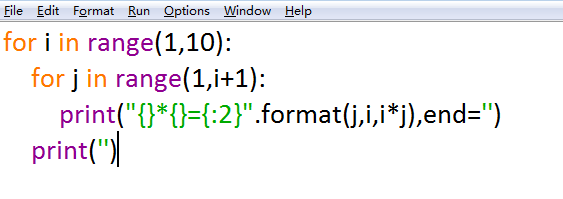 File Edit Format Run Options Window Help
for i in range(1,10):
    for j in range(1,i+1):
        print("{}*{}={:2}".format(j,i,i*j),end='')
    print('')